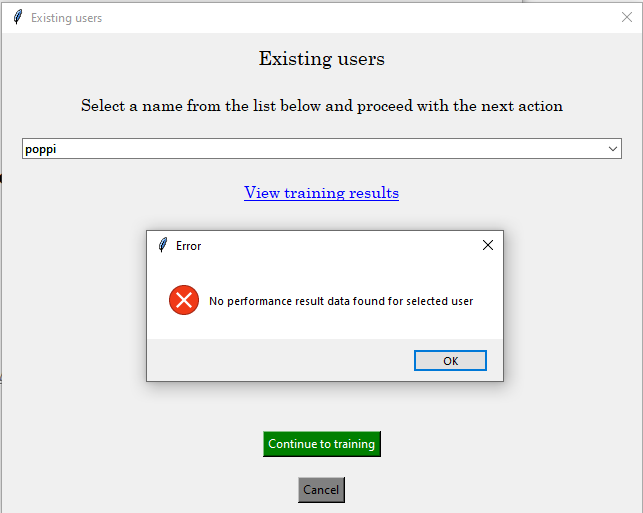 Existing users
Existing users
Select a name from the list below and proceed with the next action
poppi
View training results
Error
No performance result data found for selected user
OK
Continue to training
Cancel